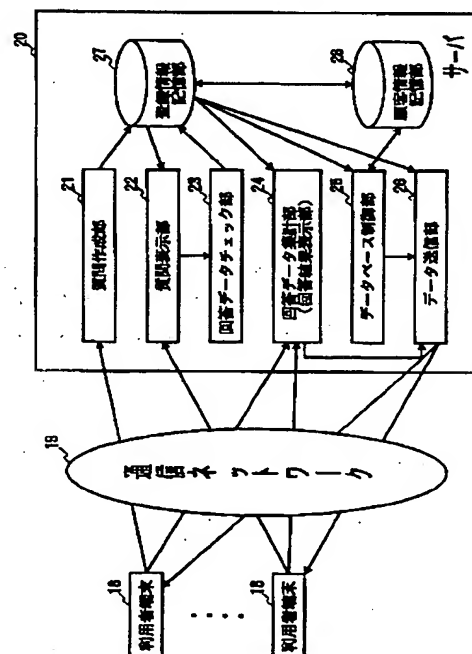 20
27
登録情報
記憶部
28
顧客情報
記憶部
サーバ
21
質問作成部
22
質問表示部
23
回答データチェック部
24
回答データ集計部
(回答結果表示部)
25
データベース制御部
26
データ送信部
19
通信ネットワーク
18
利用者端末
18
利用者端末